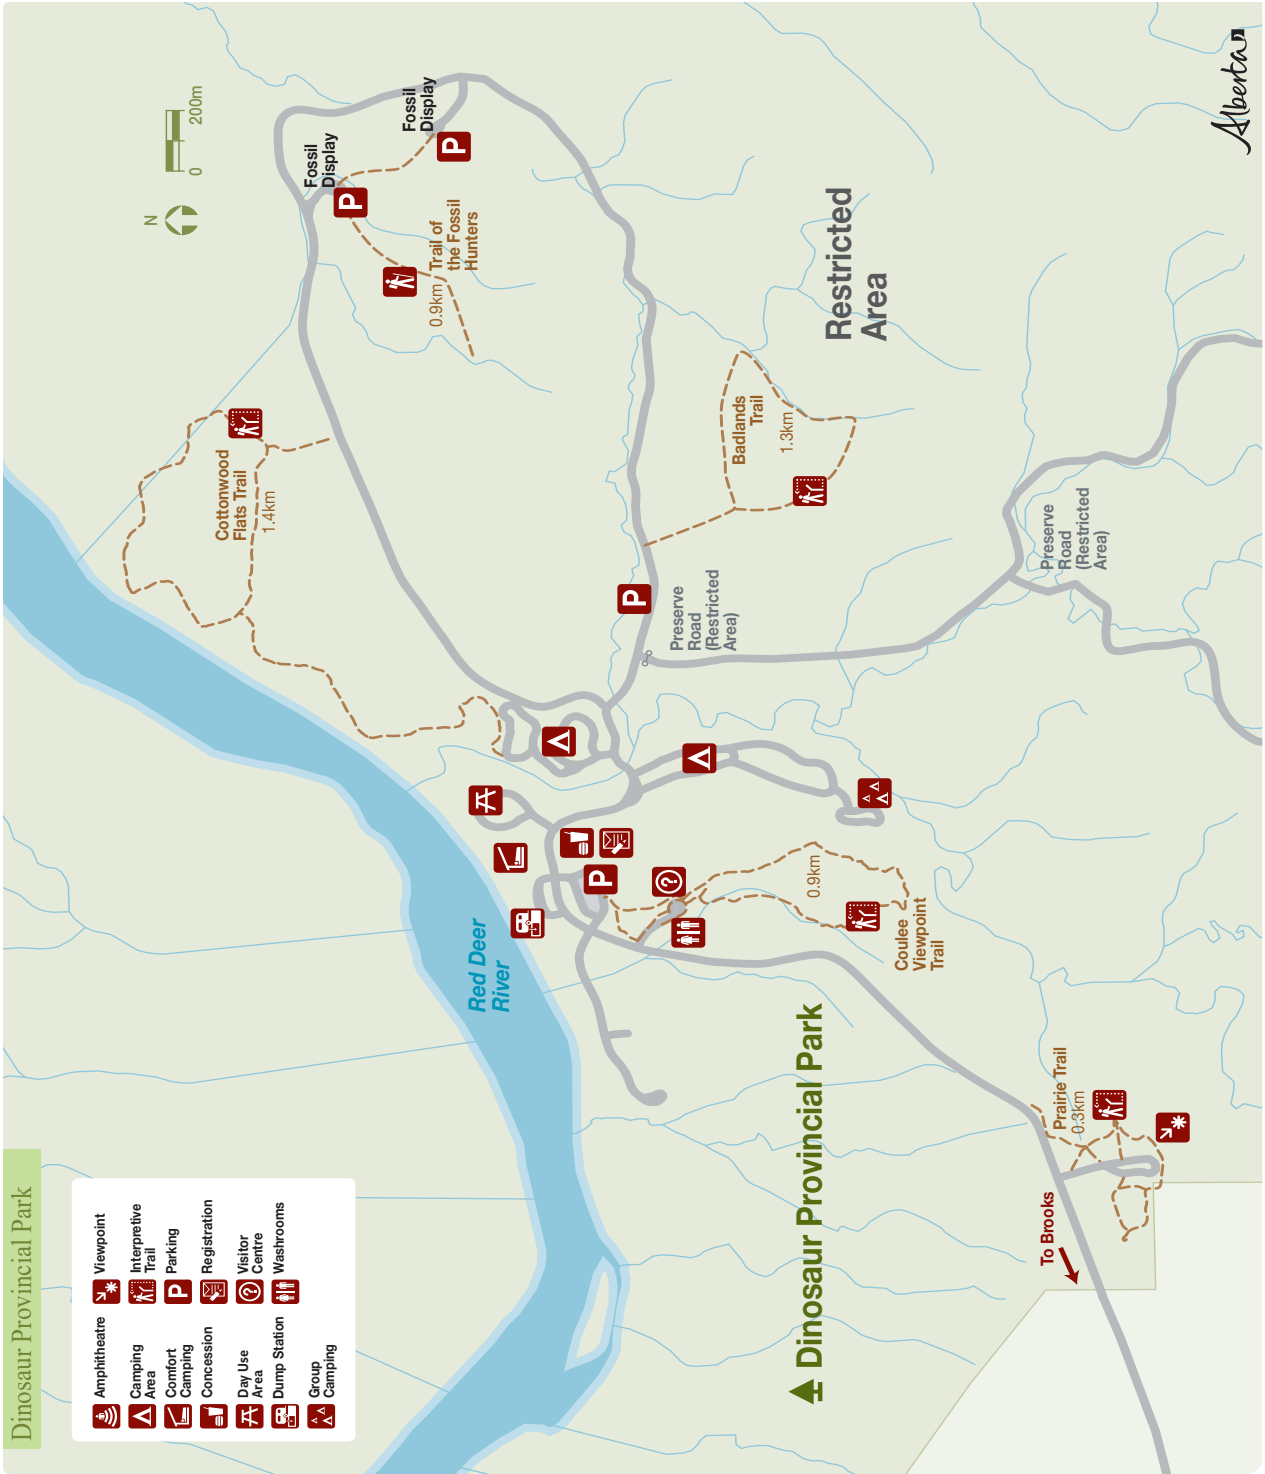 Dinosaur Provincial Park
Amphitheatre
Camping
Area
Comfort
Camping
Concession
Day Use
Area
Dump Station
Group
Camping
Viewpoint
Interpretive
Trail
P
Parking
Registration
?
Visitor
Centre
Washrooms
N
0
200m
Red Deer
River
Cottonwood
Flats Trail
1.4km
Fossil
Display
P
Fossil
Display
P
Trail of
the Fossil
Hunters
0.9km
Restricted
Area
Badlands
Trail
1.3km
P
Preserve
Road
(Restricted
Area)
Preserve
Road
(Restricted
Area)
P
?
0.9km
Coulee
Viewpoint
Trail
Dinosaur Provincial Park
Prairie Trail
0.3km
To Brooks
Alberta